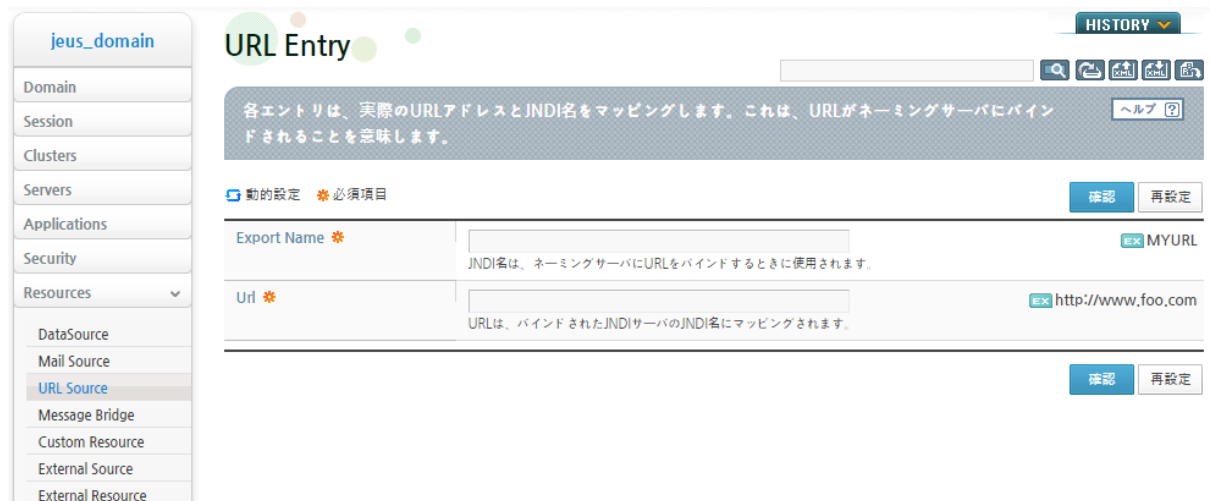 jeus_domain
Domain
Session
Clusters
Servers
Applications
Security
Resources
DataSource
Mail Source
URL Source
Message Bridge
Custom Resource
External Source
External Resource
URL Entry
HISTORY
各エントリは、実際のURLアドレスとJNDI名をマッピングします。これは、URLがネーミングサーバにバイン
ドされることを意味します。
ヘルプ ?
動的設定 必須項目
確認 再設定
Export Name
EX MYURL
JNDI名は、ネーミングサーバにURLをバインドするときに使用されます。
Url
EX http://www.foo.com
URLは、バインドされたJNDIサーバのJNDI名にマッピングされます。
確認 再設定